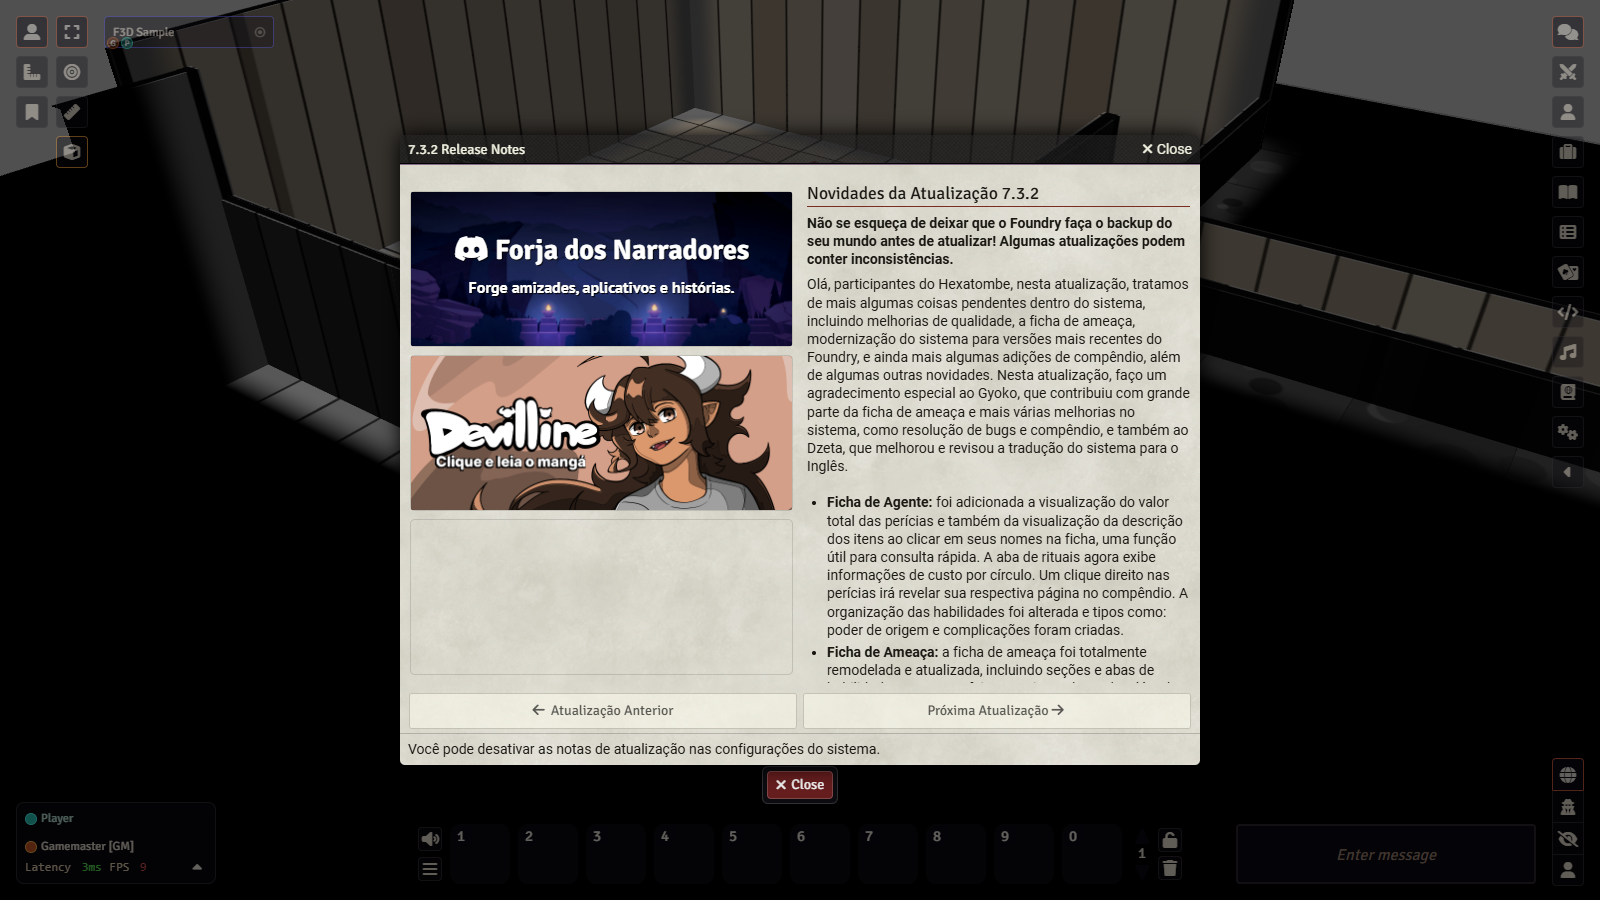 F3D Sample
G P
7.3.2 Release Notes
Close
Forja dos Narradores
Forge amizades, aplicativos e histórias.
Devilline
Clique e leia o mangá
Novidades da Atualização 7.3.2
Não se esqueça de deixar que o Foundry faça o backup do
seu mundo antes de atualizar! Algumas atualizações podem
conter inconsistências.
Olá, participantes do Hexatombe, nesta atualização, tratamos
de mais algumas coisas pendentes dentro do sistema,
incluindo melhorias de qualidade, a ficha de ameaça,
modernização do sistema para versões mais recentes do
Foundry, e ainda mais algumas adições de compêndio, além
de algumas outras novidades. Nesta atualização, faço um
agradecimento especial ao Gyoko, que contribuiu com grande
parte da ficha de ameaça e mais várias melhorias no
sistema, como resolução de bugs e compêndio, e também ao
Dzeta, que melhorou e revisou a tradução do sistema para o
Inglês.
• Ficha de Agente: foi adicionada a visualização do valor
total das perícias e também da visualização da descrição
dos itens ao clicar em seus nomes na ficha, uma função
útil para consulta rápida. A aba de rituais agora exibe
informações de custo por círculo. Um clique direito nas
perícias irá revelar sua respectiva página no compêndio. A
organização das habilidades foi alterada e tipos como:
poder de origem e complicações foram criadas.
• Ficha de Ameaça: a ficha de ameaça foi totalmente
remodelada e atualizada, incluindo seções e abas de
Atualização Anterior
Próxima Atualização
Você pode desativar as notas de atualização nas configurações do sistema.
Close
Player
Gamemaster [GM]
Latency 3ms FPS 9
1 2 3 4 5 6 7 8 9 0
1
Enter message